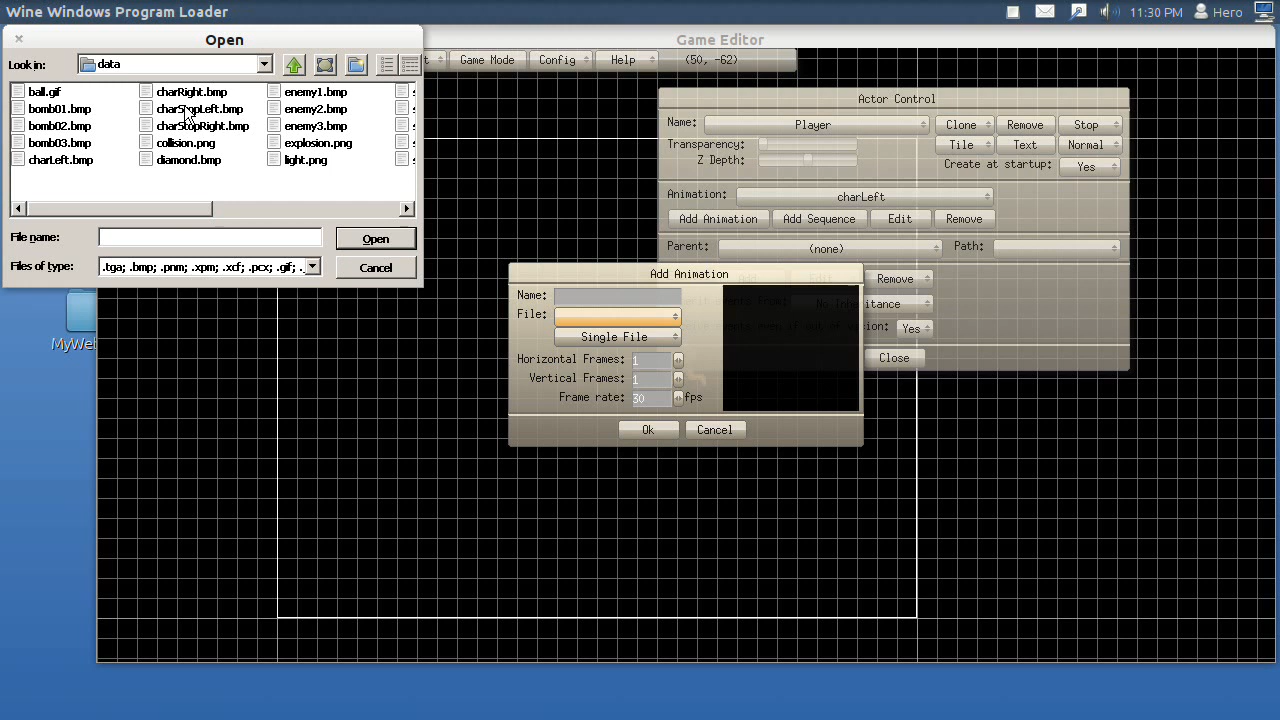 Wine Windows Program Loader
11:30 PM
Hero
Open
Game Editor
Look in:
data
Game Mode
Config
Help
(50, -62)
ball.gif
charRight.bmp
enemy1.bmp
bomb01.bmp
charStopLeft.bmp
enemy2.bmp
bomb02.bmp
charStopRight.bmp
enemy3.bmp
bomb03.bmp
collision.png
explosion.png
charLeft.bmp
diamond.bmp
light.png
File name:
Open
Files of type:
.tga; .bmp; .pnm; .xpm; .xcf; .pcx; .gif; .
Cancel
Actor Control
Name:
Player
Clone
Remove
Stop
Transparency:
Tile
Text
Normal
Z Depth:
Create at startup:
Yes
Animation:
charLeft
Add Animation
Add Sequence
Edit
Remove
Parent:
(none)
Path:
Remove
No Inheritance
Yes
Close
Add Animation
Name:
File:
Single File
Horizontal Frames:
1
Vertical Frames:
1
Frame rate:
30
fps
Ok
Cancel
MyWeb